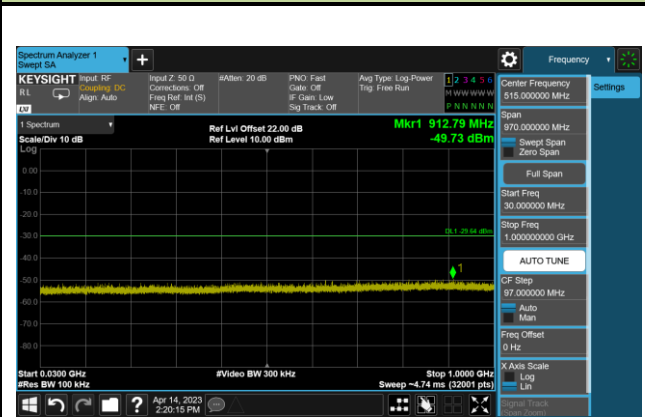 Spectrum Analyzer 1
Swept SA
Frequency
KEYSIGHT
RL
Input: RF
Coupling: DC
Align: Auto
Input Z: 50 Ω
Corrections: Off
Freq Ref: Int (S)
NFE: Off
#Atten: 20 dB
PNO: Fast
Gate: Off
IF Gain: Low
Sig Track: Off
Avg Type: Log-Power
Trig: Free Run
1 2 3 4 5 6
M W W W W W
P N N N N N
Center Frequency
515.000000 MHz
Settings
Span
970.000000 MHz
Swept Span
Zero Span
Full Span
Start Freq
30.000000 MHz
Stop Freq
1.000000000 GHz
AUTO TUNE
CF Step
97.000000 MHz
Auto
Man
Freq Offset
0 Hz
X Axis Scale
Log
Lin
Signal Track
(Span Zoom)
1 Spectrum
Scale/Div 10 dB
Log
Ref Lvl Offset 22.00 dB
Ref Level 10.00 dBm
Mkr1 912.79 MHz
-49.73 dBm
0.00
-10.0
-20.0
-30.0
-40.0
-50.0
-60.0
-70.0
-80.0
DL1 -29.64 dBm
1
Start 0.0300 GHz
#Res BW 100 kHz
#Video BW 300 kHz
Stop 1.0000 GHz
Sweep ~4.74 ms (32001 pts)
?
Apr 14, 2023
2:20:15 PM